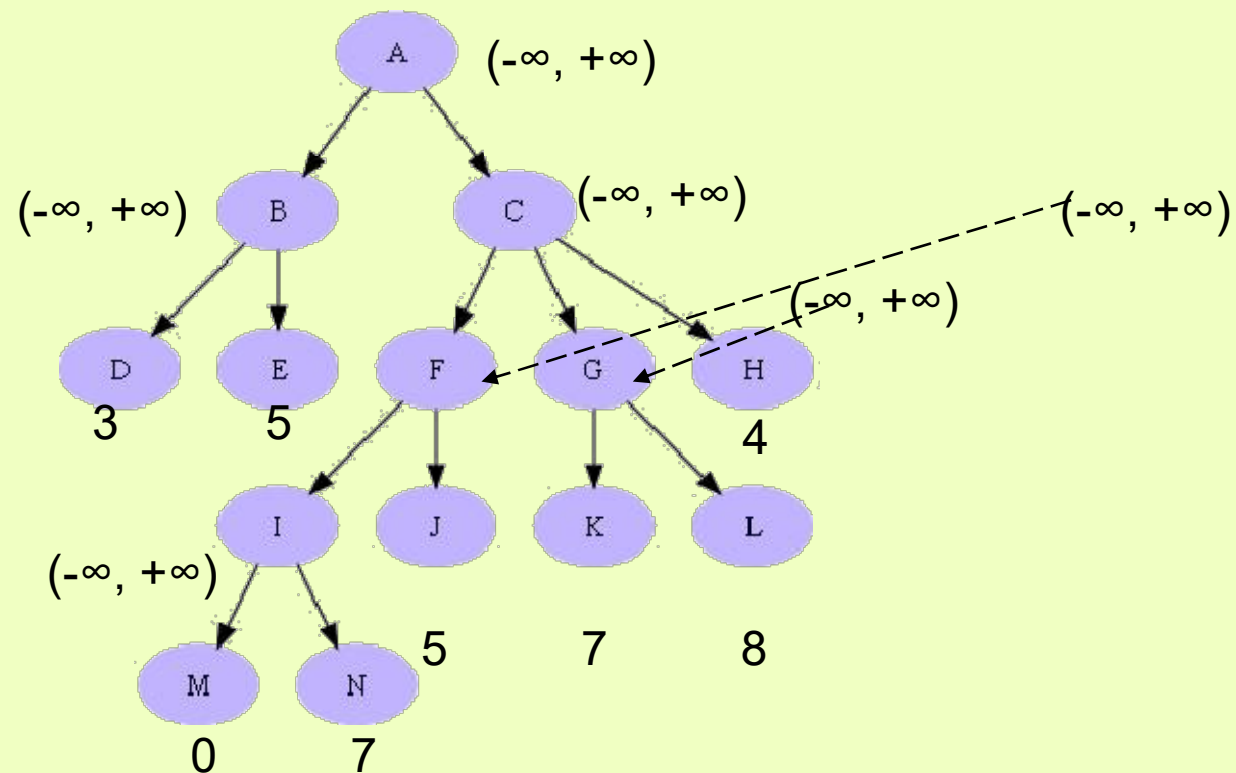 A
(-∞, +∞)
(-∞, +∞)
B
C
(-∞, +∞)
(-∞, +∞)
(-∞, +∞)
D
E
F
G
H
3
5
4
I
J
K
L
(-∞, +∞)
5
7
8
M
N
0
7